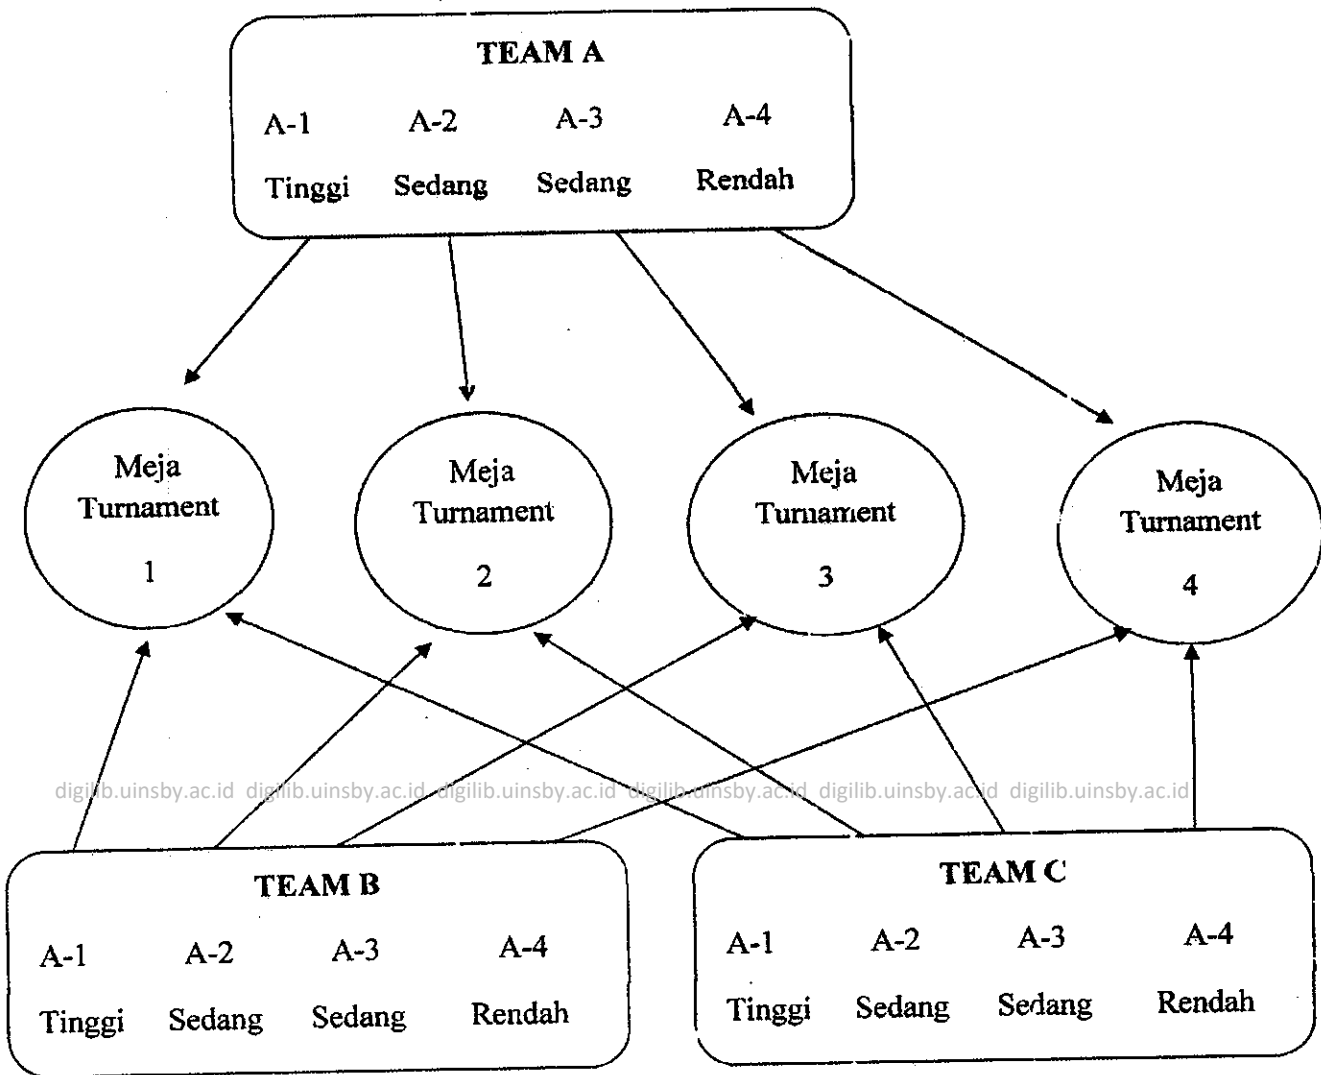 TEAM A
A-1 A-2 A-3 A-4
Tinggi Sedang Sedang Rendah
Meja
Turnament
1
Meja
Turnament
2
Meja
Turnament
3
Meja
Turnament
4
digilib.uinsby.ac.id digilib.uinsby.ac.id digilib.uinsby.ac.id digilib.uinsby.ac.id digilib.uinsby.ac.id digilib.uinsby.ac.id
TEAM B
A-1 A-2 A-3 A-4
Tinggi Sedang Sedang Rendah
TEAM C
A-1 A-2 A-3 A-4
Tinggi Sedang Sedang Rendah